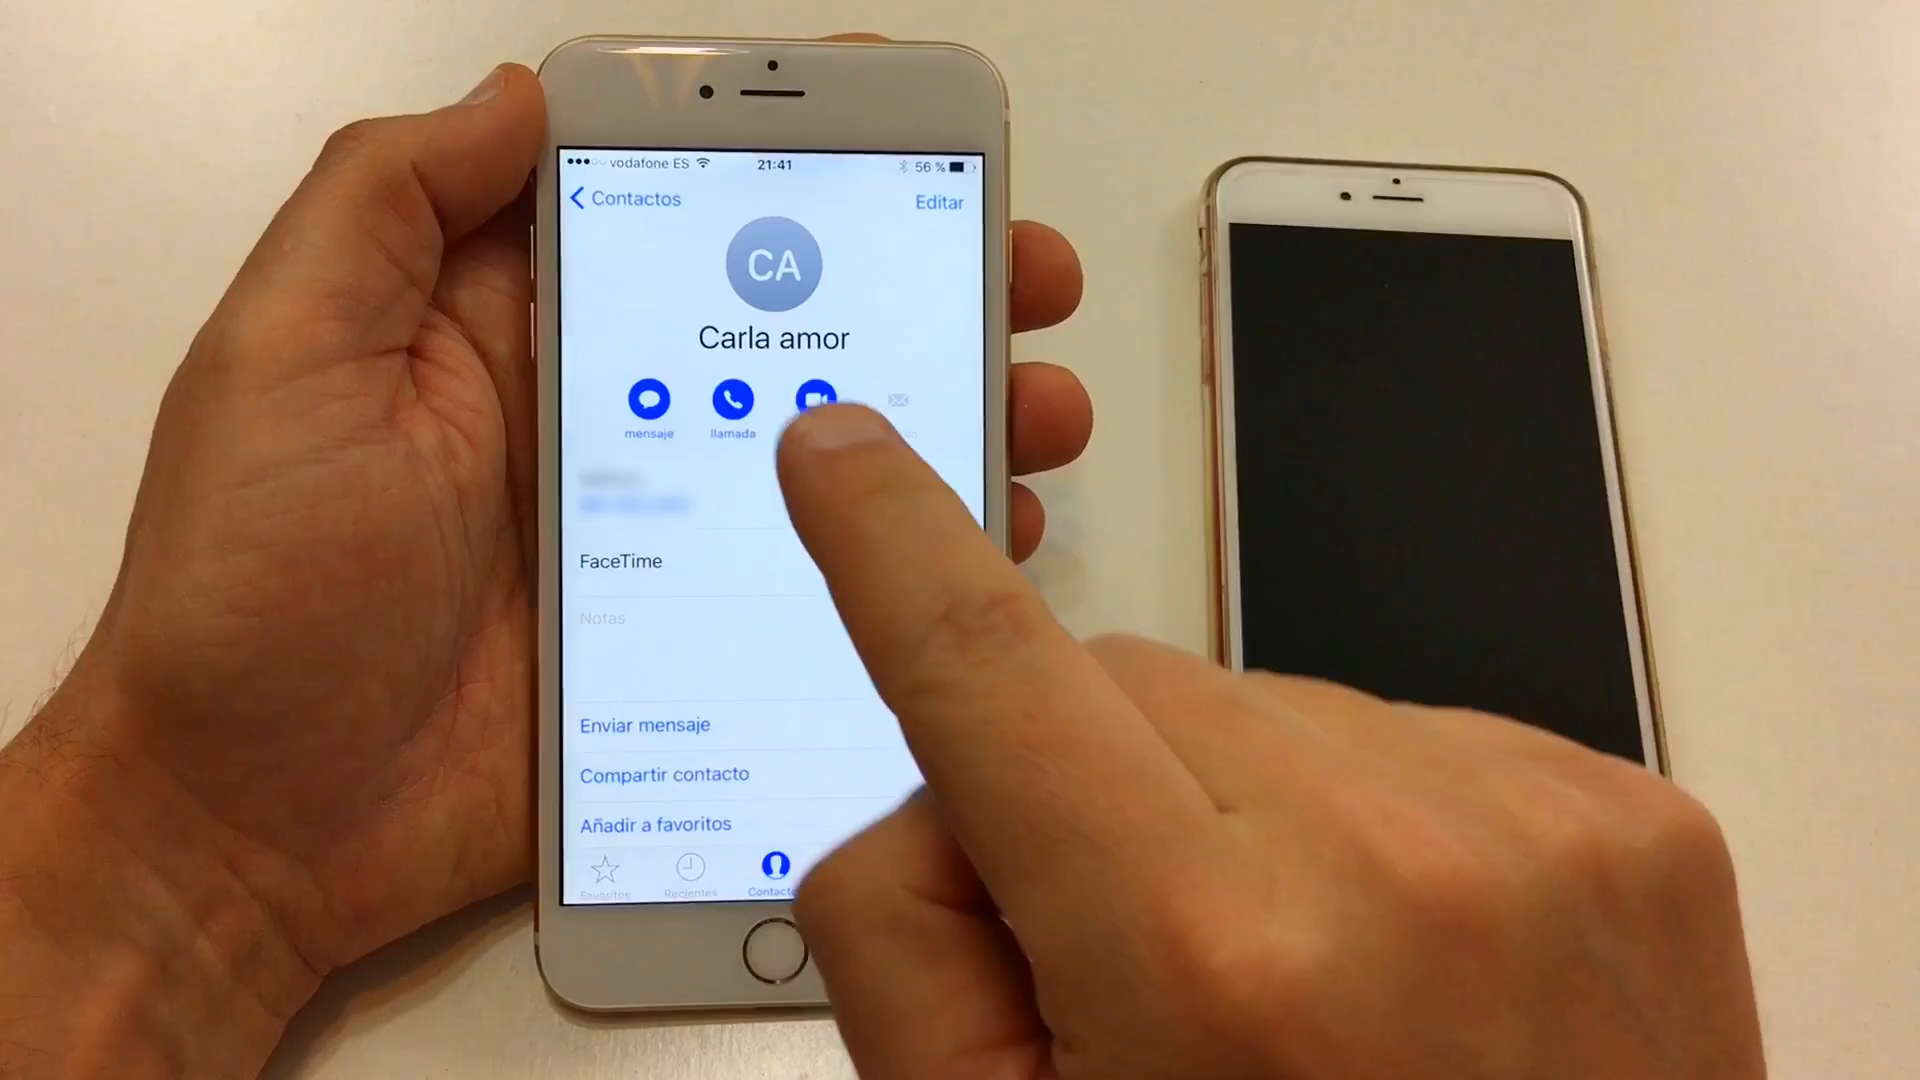 vodafone ES 21:41 56 %
Contactos Editar
CA
Carla amor
mensaje llamada
FaceTime
Notas
Enviar mensaje
Compartir contacto
Añadir a favoritos
Favoritos Recientes